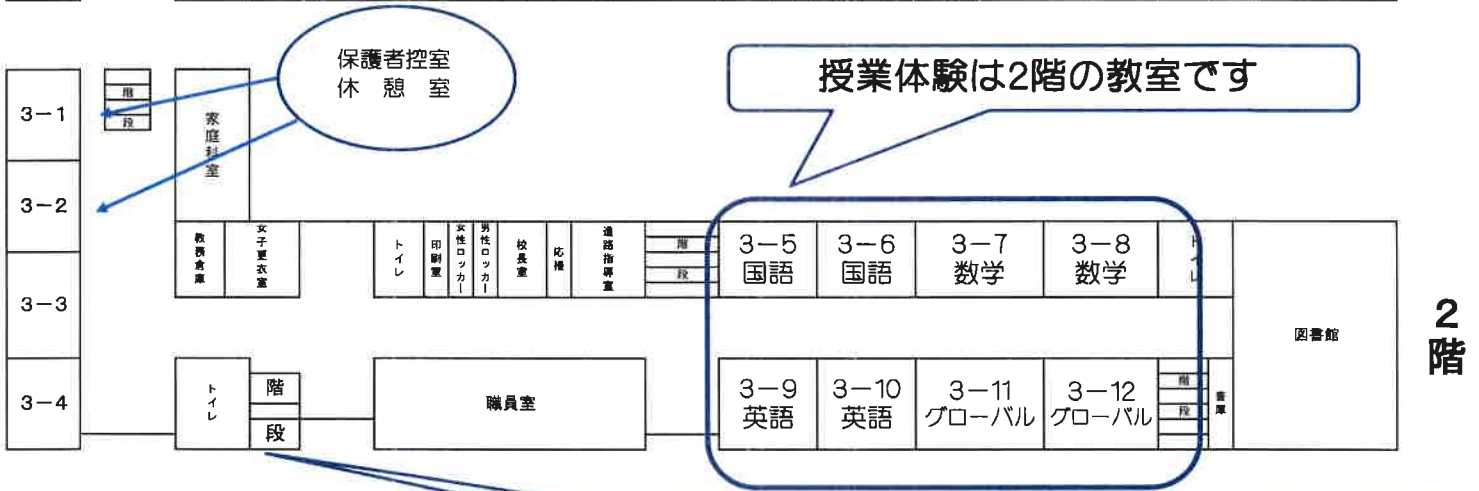 保護者控室
休 憩 室
授業体験は2階の教室です
3-1
3-2
3-3
3-4
階
段
家庭科室
教務倉庫
女子更衣室
トイレ
印刷室
女性ロッカー
男性ロッカー
校長室
応接
進路指導室
階
段
3-5
国語
3-6
国語
3-7
数学
3-8
数学
トイレ
図書館
2階
トイレ
階
段
職員室
3-9
英語
3-10
英語
3-11
グローバル
3-12
グローバル
階
段
書庫